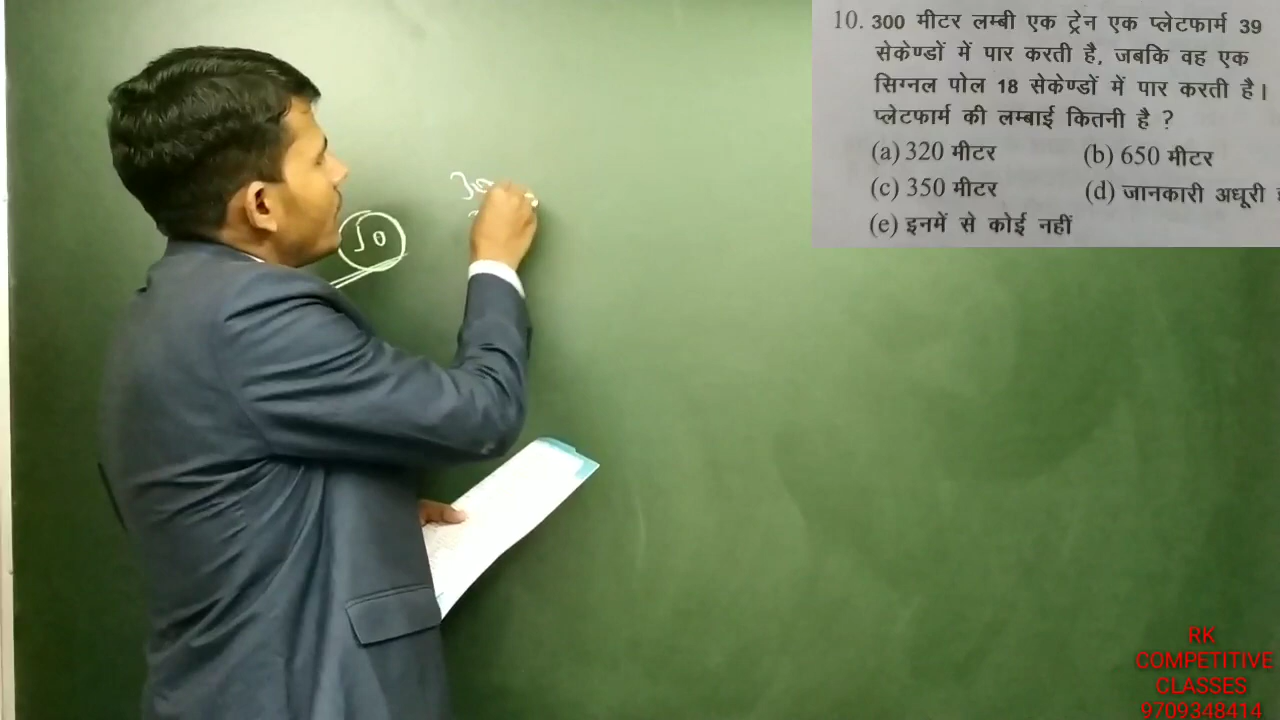 10. 300 मीटर लम्बी एक ट्रेन एक प्लेटफार्म 39
सेकेण्डों में पार करती है, जबकि वह एक
सिग्नल पोल 18 सेकेण्डों में पार करती है।
प्लेटफार्म की लम्बाई कितनी है ?
(a) 320 मीटर (b) 650 मीटर
(c) 350 मीटर (d) जानकारी अधूरी
(e) इनमें से कोई नहीं
50
RK
COMPETITIVE
CLASSES
9709348414